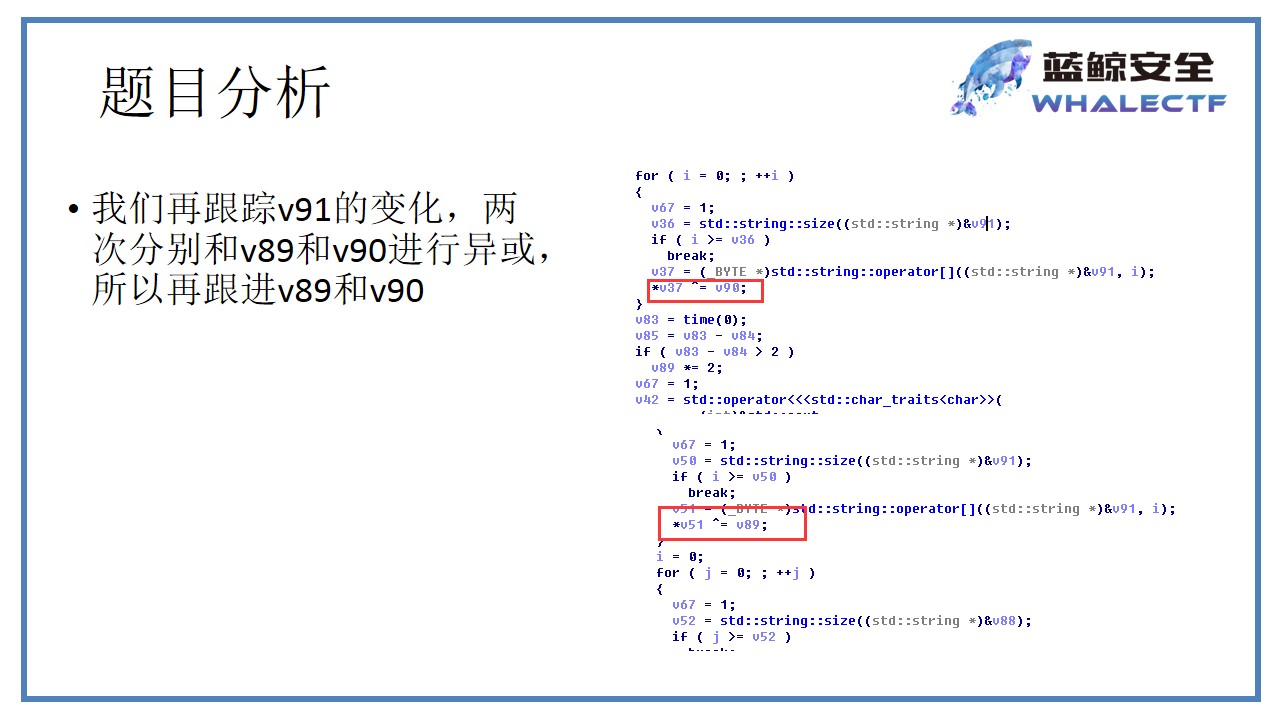 题目分析
蓝鲸安全
WHALECTF
• 我们再跟踪v91的变化，两
次分别和v89和v90进行异或，
所以再跟进v89和v90
for ( i = 0; ; ++i )
{
v67 = 1;
v36 = std::string::size((std::string *)&v91);
if ( i >= v36 )
break;
v37 = (_BYTE *)std::string::operator[]((std::string *)&v91, i);
*v37 ^= v90;
}
v83 = time(0);
v85 = v83 - v84;
if ( v83 - v84 > 2 )
v89 *= 2;
v67 = 1;
v42 = std::operator<<<std::char_traits<char>>(
v67 = 1;
v50 = std::string::size((std::string *)&v91);
if ( i >= v50 )
break;
v51 = (_BYTE *)std::string::operator[]((std::string *)&v91, i);
*v51 ^= v89;
}
i = 0;
for ( j = 0; ; ++j )
{
v67 = 1;
v52 = std::string::size((std::string *)&v88);
if ( j >= v52 )